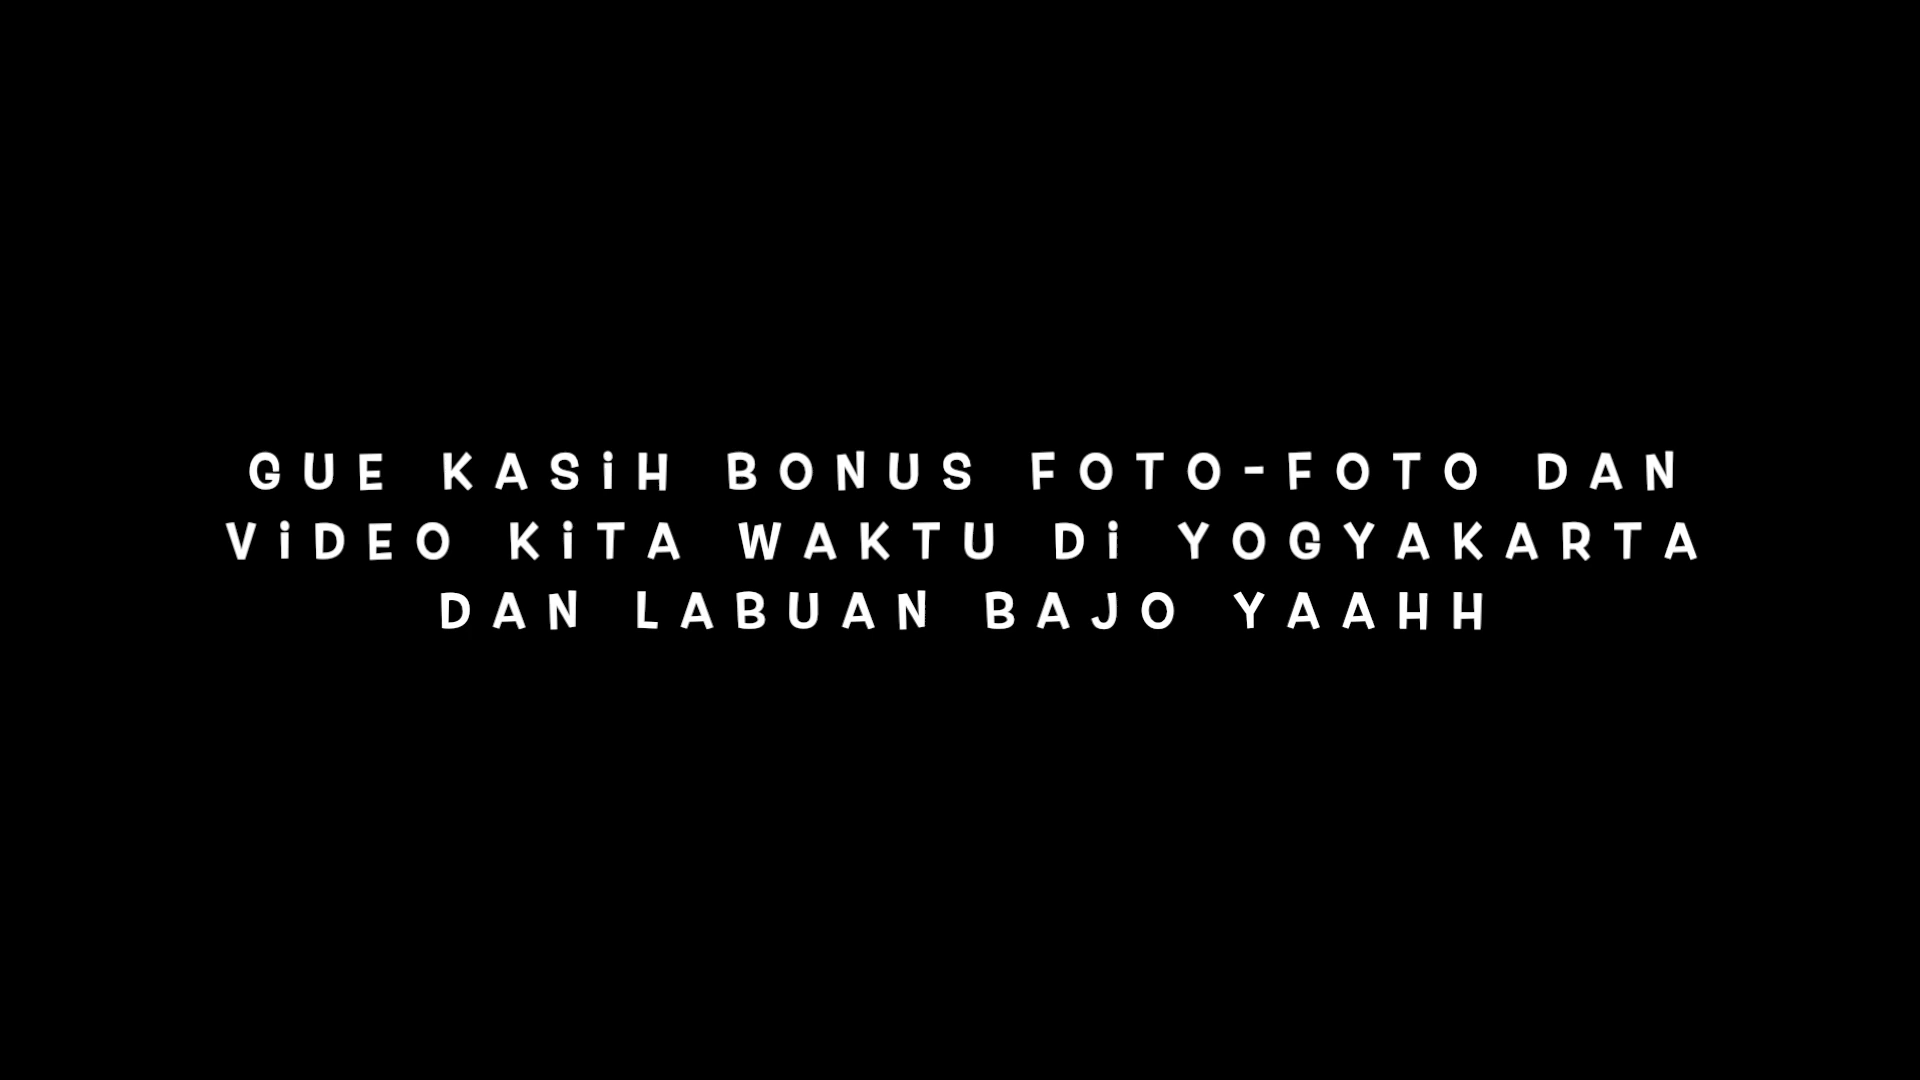 GUE KASiH BONUS FOTO-FOTO DAN
ViDEO KiTA WAKTU Di YOGYAKARTA
DAN LABUAN BAJO YAAHH